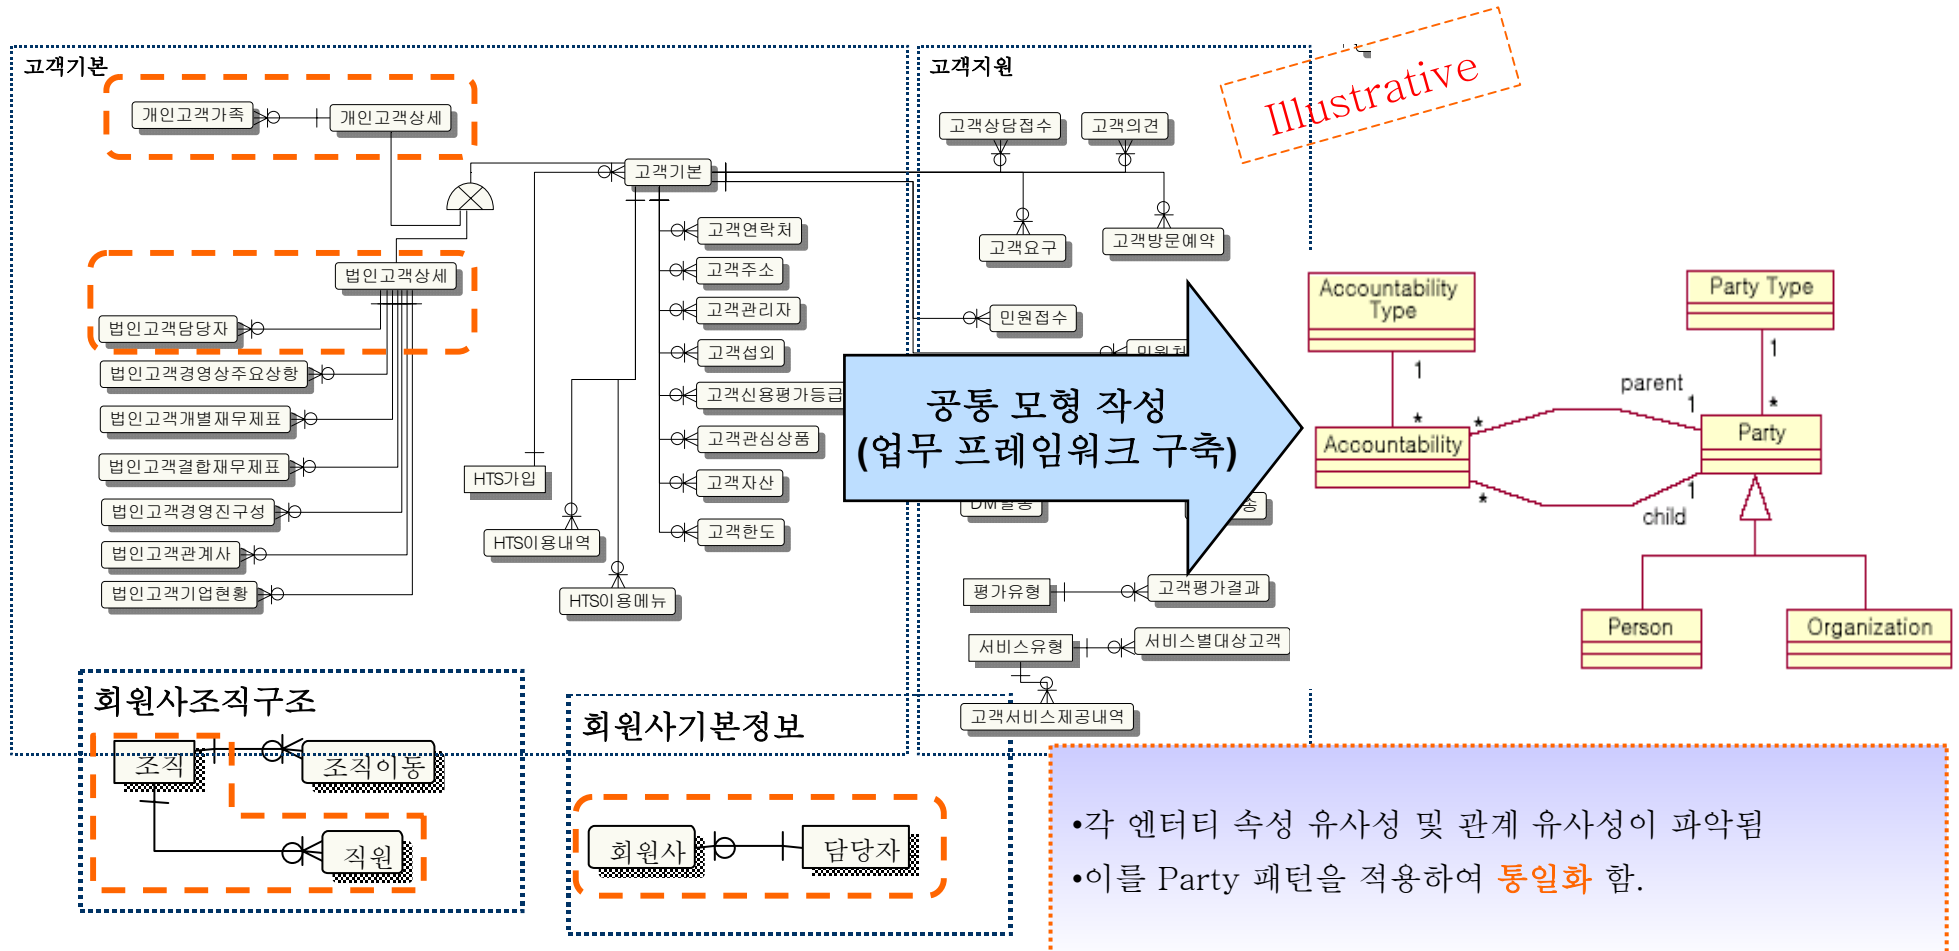 고객기본
개인고객가족
개인고객상세
고객기본
법인고객상세
법인고객담당자
법인고객경영상주요상항
법인고객개별재무제표
법인고객결합재무제표
법인고객경영진구성
법인고객관계사
법인고객기업현황
고객연락처
고객주소
고객관리자
고객섭외
고객신용평가등급
고객관심상품
고객자산
고객한도
HTS가입
HTS이용내역
HTS이용메뉴
고객지원
고객상담접수
고객의견
고객요구
고객방문예약
민원접수
평가유형
고객평가결과
서비스유형
서비스별대상고객
고객서비스제공내역
Illustrative
공통 모형 작성
(업무 프레임워크 구축)
Accountability
Type
Party Type
1
1
parent
1
*
*
*
Accountability
Party
*
1
child
Person
Organization
회원사조직구조
조직
조직이동
직원
회원사기본정보
회원사
담당자
•각 엔터티 속성 유사성 및 관계 유사성이 파악됨
•이를 Party 패턴을 적용하여 통일화 함.